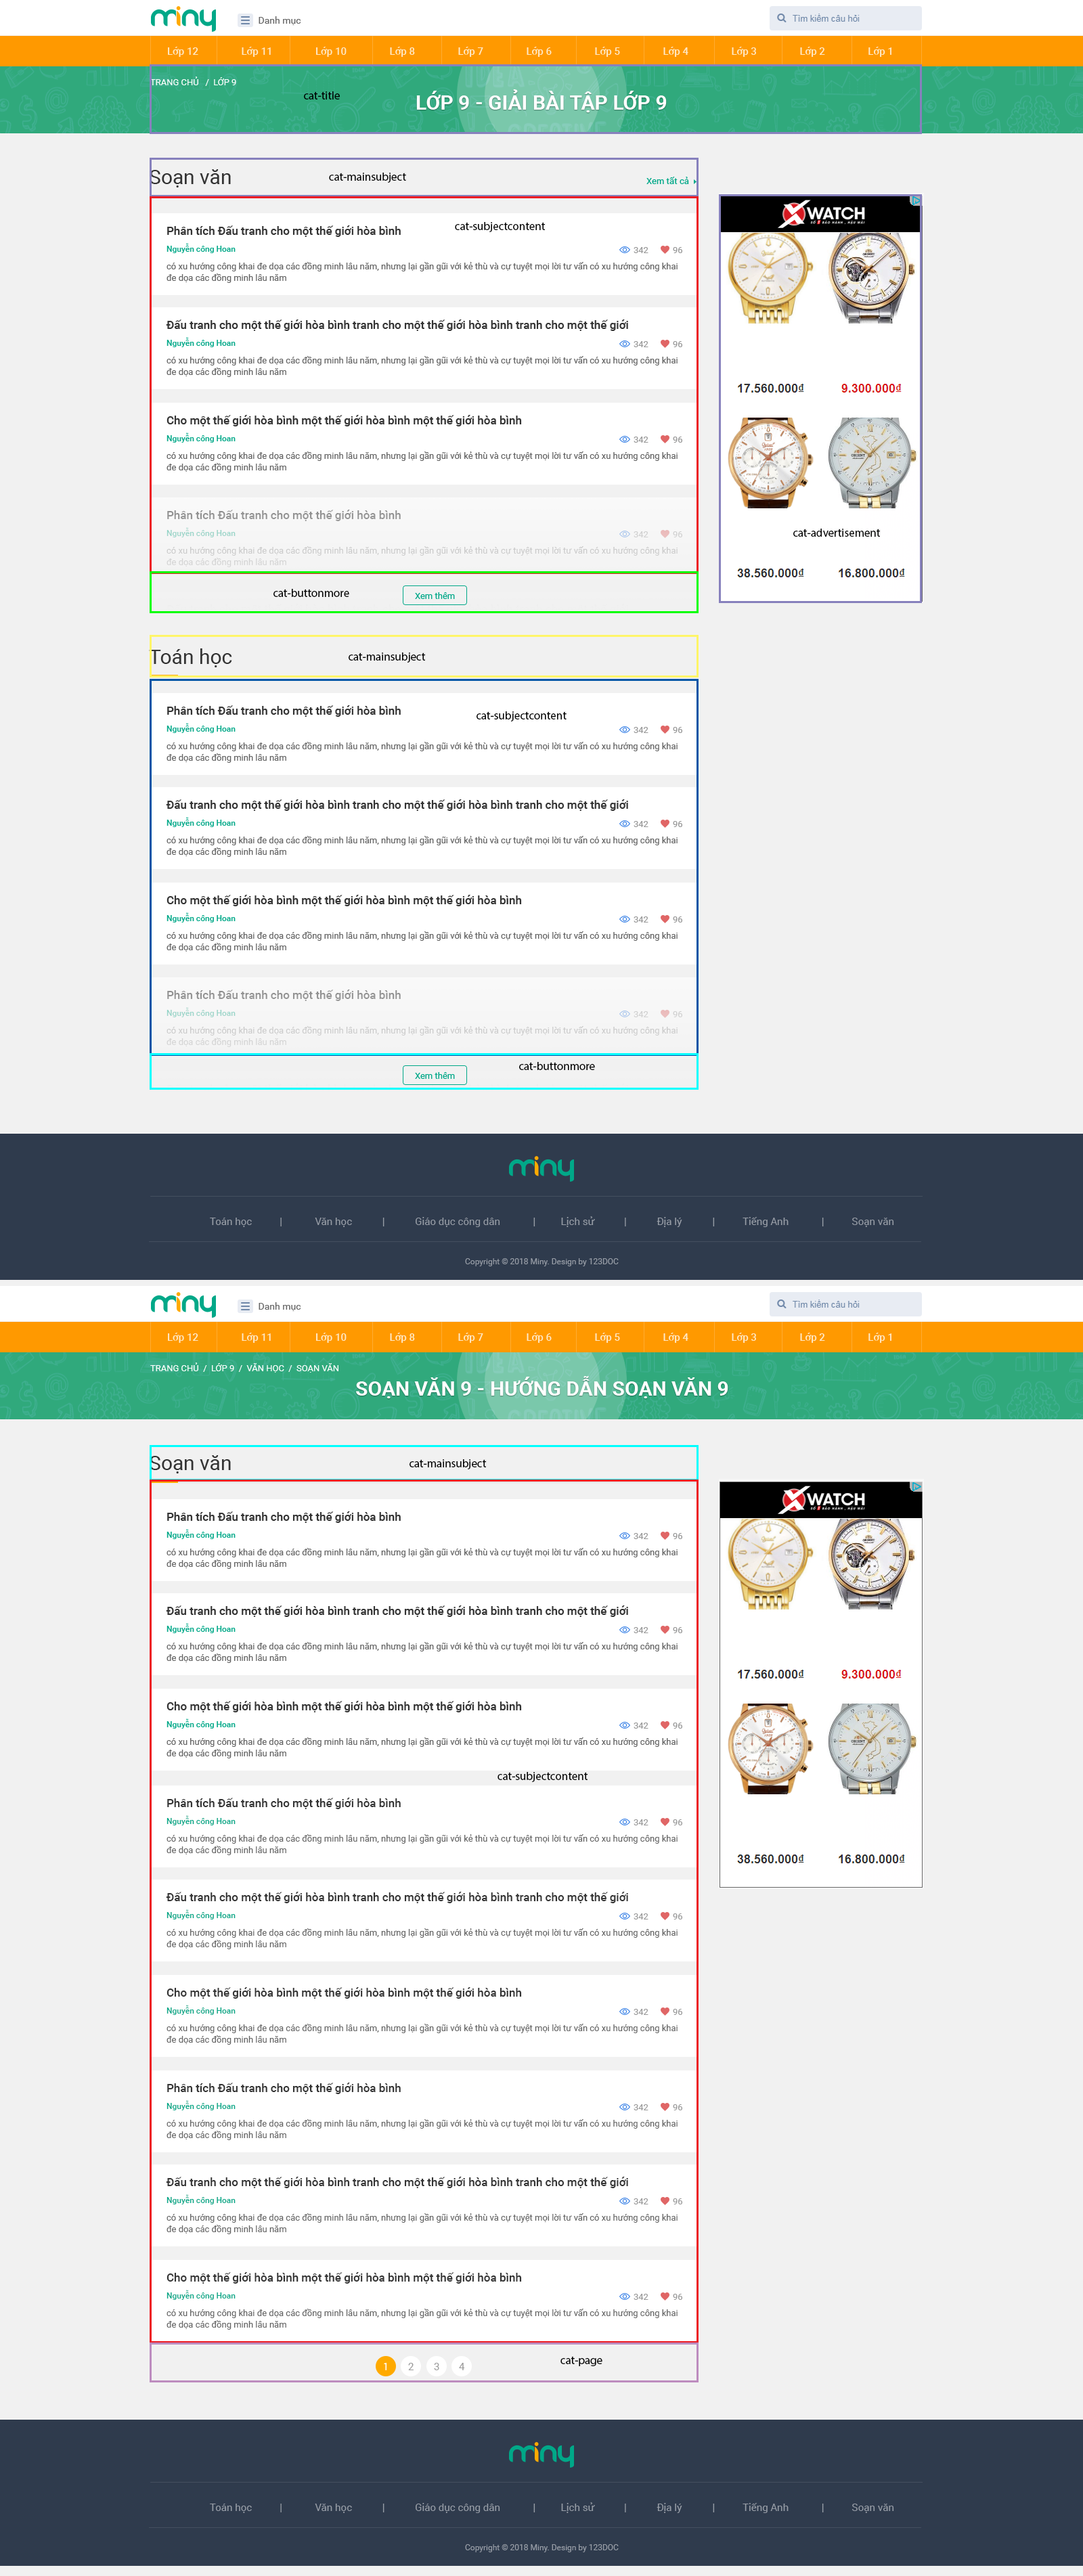 miny
Danh mục
Tìm kiếm câu hỏi
Lớp 12 Lớp 11 Lớp 10 Lớp 8 Lớp 7 Lớp 6 Lớp 5 Lớp 4 Lớp 3 Lớp 2 Lớp 1
TRANG CHỦ / LỚP 9
cat-title
LỚP 9 - GIẢI BÀI TẬP LỚP 9
CREATIVE
Soạn văn
cat-mainsubject
Xem tất cả
Phân tích Đấu tranh cho một thế giới hòa bình
cat-subjectcontent
Nguyễn công Hoan
342 96
có xu hướng công khai đe dọa các đồng minh lâu năm, nhưng lại gần gũi với kẻ thù và cự tuyệt mọi lời tư vấn có xu hướng công khai
đe dọa các đồng minh lâu năm
Đấu tranh cho một thế giới hòa bình tranh cho một thế giới hòa bình tranh cho một thế giới
Nguyễn công Hoan
342 96
có xu hướng công khai đe dọa các đồng minh lâu năm, nhưng lại gần gũi với kẻ thù và cự tuyệt mọi lời tư vấn có xu hướng công khai
đe dọa các đồng minh lâu năm
Cho một thế giới hòa bình một thế giới hòa bình một thế giới hòa bình
Nguyễn công Hoan
342 96
có xu hướng công khai đe dọa các đồng minh lâu năm, nhưng lại gần gũi với kẻ thù và cự tuyệt mọi lời tư vấn có xu hướng công khai
đe dọa các đồng minh lâu năm
Phân tích Đấu tranh cho một thế giới hòa bình
Nguyễn công Hoan
342 96
có xu hướng công khai đe dọa các đồng minh lâu năm, nhưng lại gần gũi với kẻ thù và cự tuyệt mọi lời tư vấn có xu hướng công khai
đe dọa các đồng minh lâu năm
cat-buttonmore
Xem thêm
XWATCH
17.560.000₫ 9.300.000₫
cat-advertisement
38.560.000₫ 16.800.000₫
Toán học
cat-mainsubject
Phân tích Đấu tranh cho một thế giới hòa bình
cat-subjectcontent
Nguyễn công Hoan
342 96
có xu hướng công khai đe dọa các đồng minh lâu năm, nhưng lại gần gũi với kẻ thù và cự tuyệt mọi lời tư vấn có xu hướng công khai
đe dọa các đồng minh lâu năm
Đấu tranh cho một thế giới hòa bình tranh cho một thế giới hòa bình tranh cho một thế giới
Nguyễn công Hoan
342 96
có xu hướng công khai đe dọa các đồng minh lâu năm, nhưng lại gần gũi với kẻ thù và cự tuyệt mọi lời tư vấn có xu hướng công khai
đe dọa các đồng minh lâu năm
Cho một thế giới hòa bình một thế giới hòa bình một thế giới hòa bình
Nguyễn công Hoan
342 96
có xu hướng công khai đe dọa các đồng minh lâu năm, nhưng lại gần gũi với kẻ thù và cự tuyệt mọi lời tư vấn có xu hướng công khai
đe dọa các đồng minh lâu năm
Phân tích Đấu tranh cho một thế giới hòa bình
Nguyễn công Hoan
342 96
có xu hướng công khai đe dọa các đồng minh lâu năm, nhưng lại gần gũi với kẻ thù và cự tuyệt mọi lời tư vấn có xu hướng công khai
đe dọa các đồng minh lâu năm
cat-buttonmore
Xem thêm
miny
Toán học | Văn học | Giáo dục công dân | Lịch sử | Địa lý | Tiếng Anh | Soạn văn
Copyright © 2018 Miny. Design by 123DOC
miny
Danh mục
Tìm kiếm câu hỏi
Lớp 12 Lớp 11 Lớp 10 Lớp 8 Lớp 7 Lớp 6 Lớp 5 Lớp 4 Lớp 3 Lớp 2 Lớp 1
TRANG CHỦ / LỚP 9 / VĂN HỌC / SOẠN VĂN
SOẠN VĂN 9 - HƯỚNG DẪN SOẠN VĂN 9
CREATIVE
Soạn văn
cat-mainsubject
Phân tích Đấu tranh cho một thế giới hòa bình
Nguyễn công Hoan
342 96
có xu hướng công khai đe dọa các đồng minh lâu năm, nhưng lại gần gũi với kẻ thù và cự tuyệt mọi lời tư vấn có xu hướng công khai
đe dọa các đồng minh lâu năm
Đấu tranh cho một thế giới hòa bình tranh cho một thế giới hòa bình tranh cho một thế giới
Nguyễn công Hoan
342 96
có xu hướng công khai đe dọa các đồng minh lâu năm, nhưng lại gần gũi với kẻ thù và cự tuyệt mọi lời tư vấn có xu hướng công khai
đe dọa các đồng minh lâu năm
Cho một thế giới hòa bình một thế giới hòa bình một thế giới hòa bình
Nguyễn công Hoan
342 96
có xu hướng công khai đe dọa các đồng minh lâu năm, nhưng lại gần gũi với kẻ thù và cự tuyệt mọi lời tư vấn có xu hướng công khai
đe dọa các đồng minh lâu năm
cat-subjectcontent
Phân tích Đấu tranh cho một thế giới hòa bình
Nguyễn công Hoan
342 96
có xu hướng công khai đe dọa các đồng minh lâu năm, nhưng lại gần gũi với kẻ thù và cự tuyệt mọi lời tư vấn có xu hướng công khai
đe dọa các đồng minh lâu năm
Đấu tranh cho một thế giới hòa bình tranh cho một thế giới hòa bình tranh cho một thế giới
Nguyễn công Hoan
342 96
có xu hướng công khai đe dọa các đồng minh lâu năm, nhưng lại gần gũi với kẻ thù và cự tuyệt mọi lời tư vấn có xu hướng công khai
đe dọa các đồng minh lâu năm
Cho một thế giới hòa bình một thế giới hòa bình một thế giới hòa bình
Nguyễn công Hoan
342 96
có xu hướng công khai đe dọa các đồng minh lâu năm, nhưng lại gần gũi với kẻ thù và cự tuyệt mọi lời tư vấn có xu hướng công khai
đe dọa các đồng minh lâu năm
Phân tích Đấu tranh cho một thế giới hòa bình
Nguyễn công Hoan
342 96
có xu hướng công khai đe dọa các đồng minh lâu năm, nhưng lại gần gũi với kẻ thù và cự tuyệt mọi lời tư vấn có xu hướng công khai
đe dọa các đồng minh lâu năm
Đấu tranh cho một thế giới hòa bình tranh cho một thế giới hòa bình tranh cho một thế giới
Nguyễn công Hoan
342 96
có xu hướng công khai đe dọa các đồng minh lâu năm, nhưng lại gần gũi với kẻ thù và cự tuyệt mọi lời tư vấn có xu hướng công khai
đe dọa các đồng minh lâu năm
Cho một thế giới hòa bình một thế giới hòa bình một thế giới hòa bình
Nguyễn công Hoan
342 96
có xu hướng công khai đe dọa các đồng minh lâu năm, nhưng lại gần gũi với kẻ thù và cự tuyệt mọi lời tư vấn có xu hướng công khai
đe dọa các đồng minh lâu năm
1 2 3 4
cat-page
XWATCH
17.560.000₫ 9.300.000₫
38.560.000₫ 16.800.000₫
miny
Toán học | Văn học | Giáo dục công dân | Lịch sử | Địa lý | Tiếng Anh | Soạn văn
Copyright © 2018 Miny. Design by 123DOC